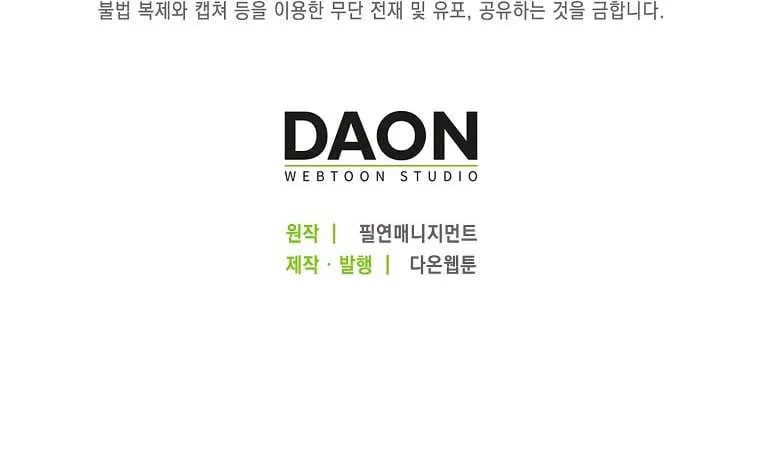 불법 복제와 캡쳐 등을 이용한 무단 전재 및 유포, 공유하는 것을 금합니다.
DAON
WEBTOON STUDIO
원작 | 필연매니지먼트
제작 · 발행 | 다온웹툰